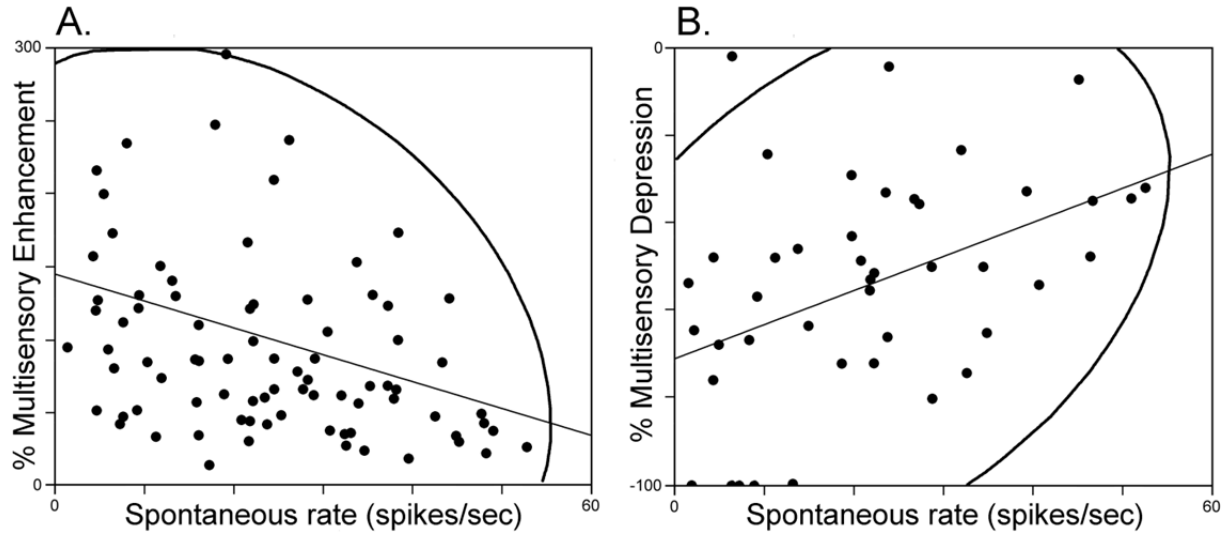 A.
300
% Multisensory Enhancement
0
0
Spontaneous rate (spikes/sec)
60
B.
0
% Multisensory Depression
-100
0
Spontaneous rate (spikes/sec)
60